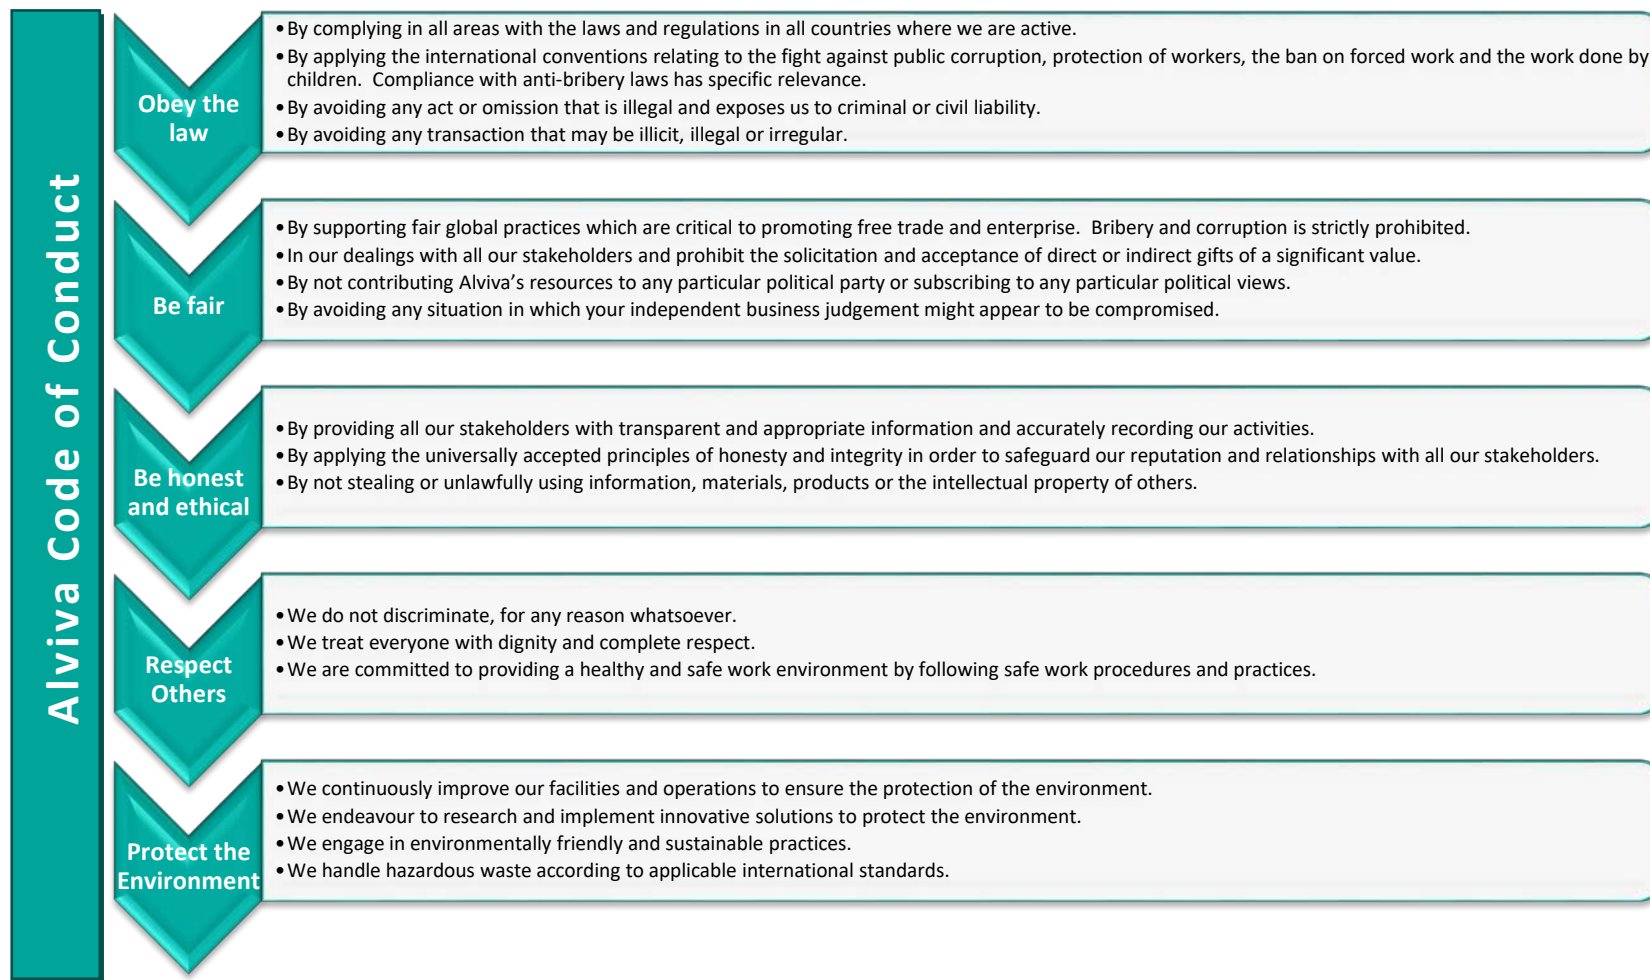 Alviva Code of Conduct
Obey the
law
• By complying in all areas with the laws and regulations in all countries where we are active.
• By applying the international conventions relating to the fight against public corruption, protection of workers, the ban on forced work and the work done by
children.  Compliance with anti-bribery laws has specific relevance.
• By avoiding any act or omission that is illegal and exposes us to criminal or civil liability.
• By avoiding any transaction that may be illicit, illegal or irregular.
Be fair
• By supporting fair global practices which are critical to promoting free trade and enterprise.  Bribery and corruption is strictly prohibited.
• In our dealings with all our stakeholders and prohibit the solicitation and acceptance of direct or indirect gifts of a significant value.
• By not contributing Alviva’s resources to any particular political party or subscribing to any particular political views.
• By avoiding any situation in which your independent business judgement might appear to be compromised.
Be honest
and ethical
• By providing all our stakeholders with transparent and appropriate information and accurately recording our activities.
• By applying the universally accepted principles of honesty and integrity in order to safeguard our reputation and relationships with all our stakeholders.
• By not stealing or unlawfully using information, materials, products or the intellectual property of others.
Respect
Others
• We do not discriminate, for any reason whatsoever.
• We treat everyone with dignity and complete respect.
• We are committed to providing a healthy and safe work environment by following safe work procedures and practices.
Protect the
Environment
• We continuously improve our facilities and operations to ensure the protection of the environment.
• We endeavour to research and implement innovative solutions to protect the environment.
• We engage in environmentally friendly and sustainable practices.
• We handle hazardous waste according to applicable international standards.